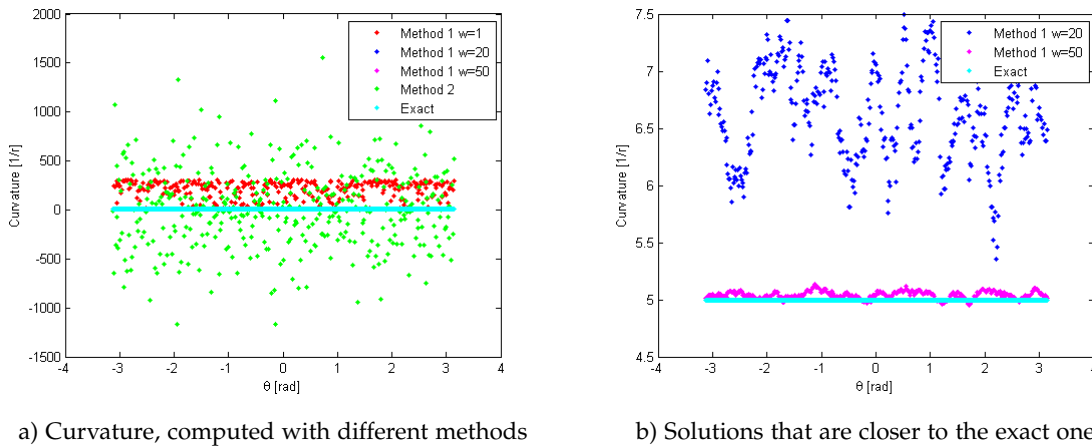 2000
1500
1000
500
0
-500
-1000
-1500
Curvature [1/r]
-4
-3
-2
-1
0
1
2
3
4
θ [rad]
Method 1 w=1
Method 1 w=20
Method 1 w=50
Method 2
Exact
a) Curvature, computed with different methods
7.5
7
6.5
6
5.5
5
4.5
Curvature [1/r]
-4
-3
-2
-1
0
1
2
3
4
θ [rad]
Method 1 w=20
Method 1 w=50
Exact
b) Solutions that are closer to the exact one